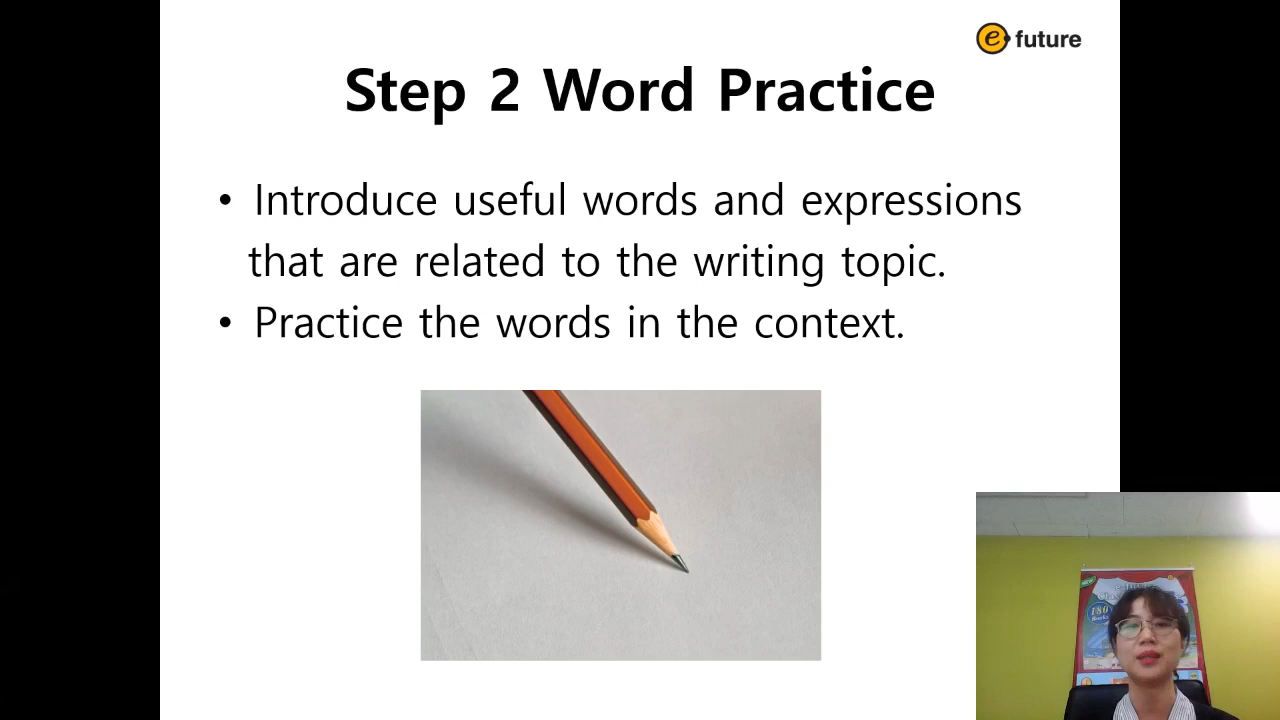 e future
Step 2 Word Practice
• Introduce useful words and expressions
that are related to the writing topic.
• Practice the words in the context.
180